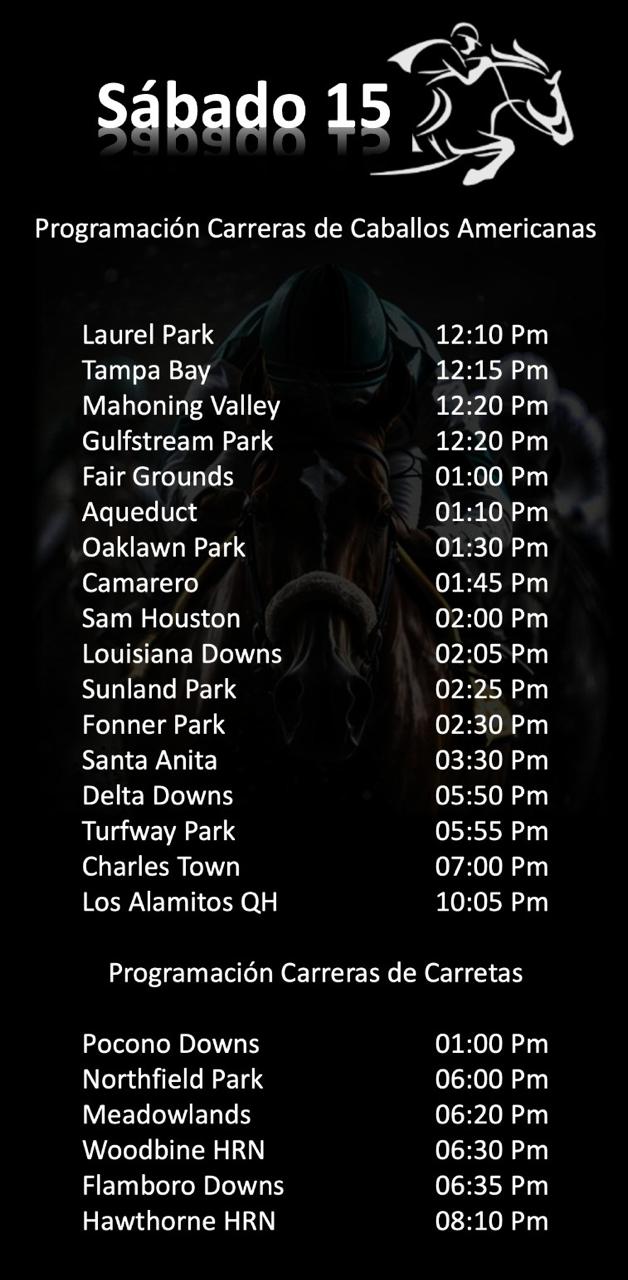 Sábado 15
Programación Carreras de Caballos Americanas
Laurel Park 12:10 Pm
Tampa Bay 12:15 Pm
Mahoning Valley 12:20 Pm
Gulfstream Park 12:20 Pm
Fair Grounds 01:00 Pm
Aqueduct 01:10 Pm
Oaklawn Park 01:30 Pm
Camarero 01:45 Pm
Sam Houston 02:00 Pm
Louisiana Downs 02:05 Pm
Sunland Park 02:25 Pm
Fonner Park 02:30 Pm
Santa Anita 03:30 Pm
Delta Downs 05:50 Pm
Turfway Park 05:55 Pm
Charles Town 07:00 Pm
Los Alamitos QH 10:05 Pm
Programación Carreras de Carretas
Pocono Downs 01:00 Pm
Northfield Park 06:00 Pm
Meadowlands 06:20 Pm
Woodbine HRN 06:30 Pm
Flamboro Downs 06:35 Pm
Hawthorne HRN 08:10 Pm